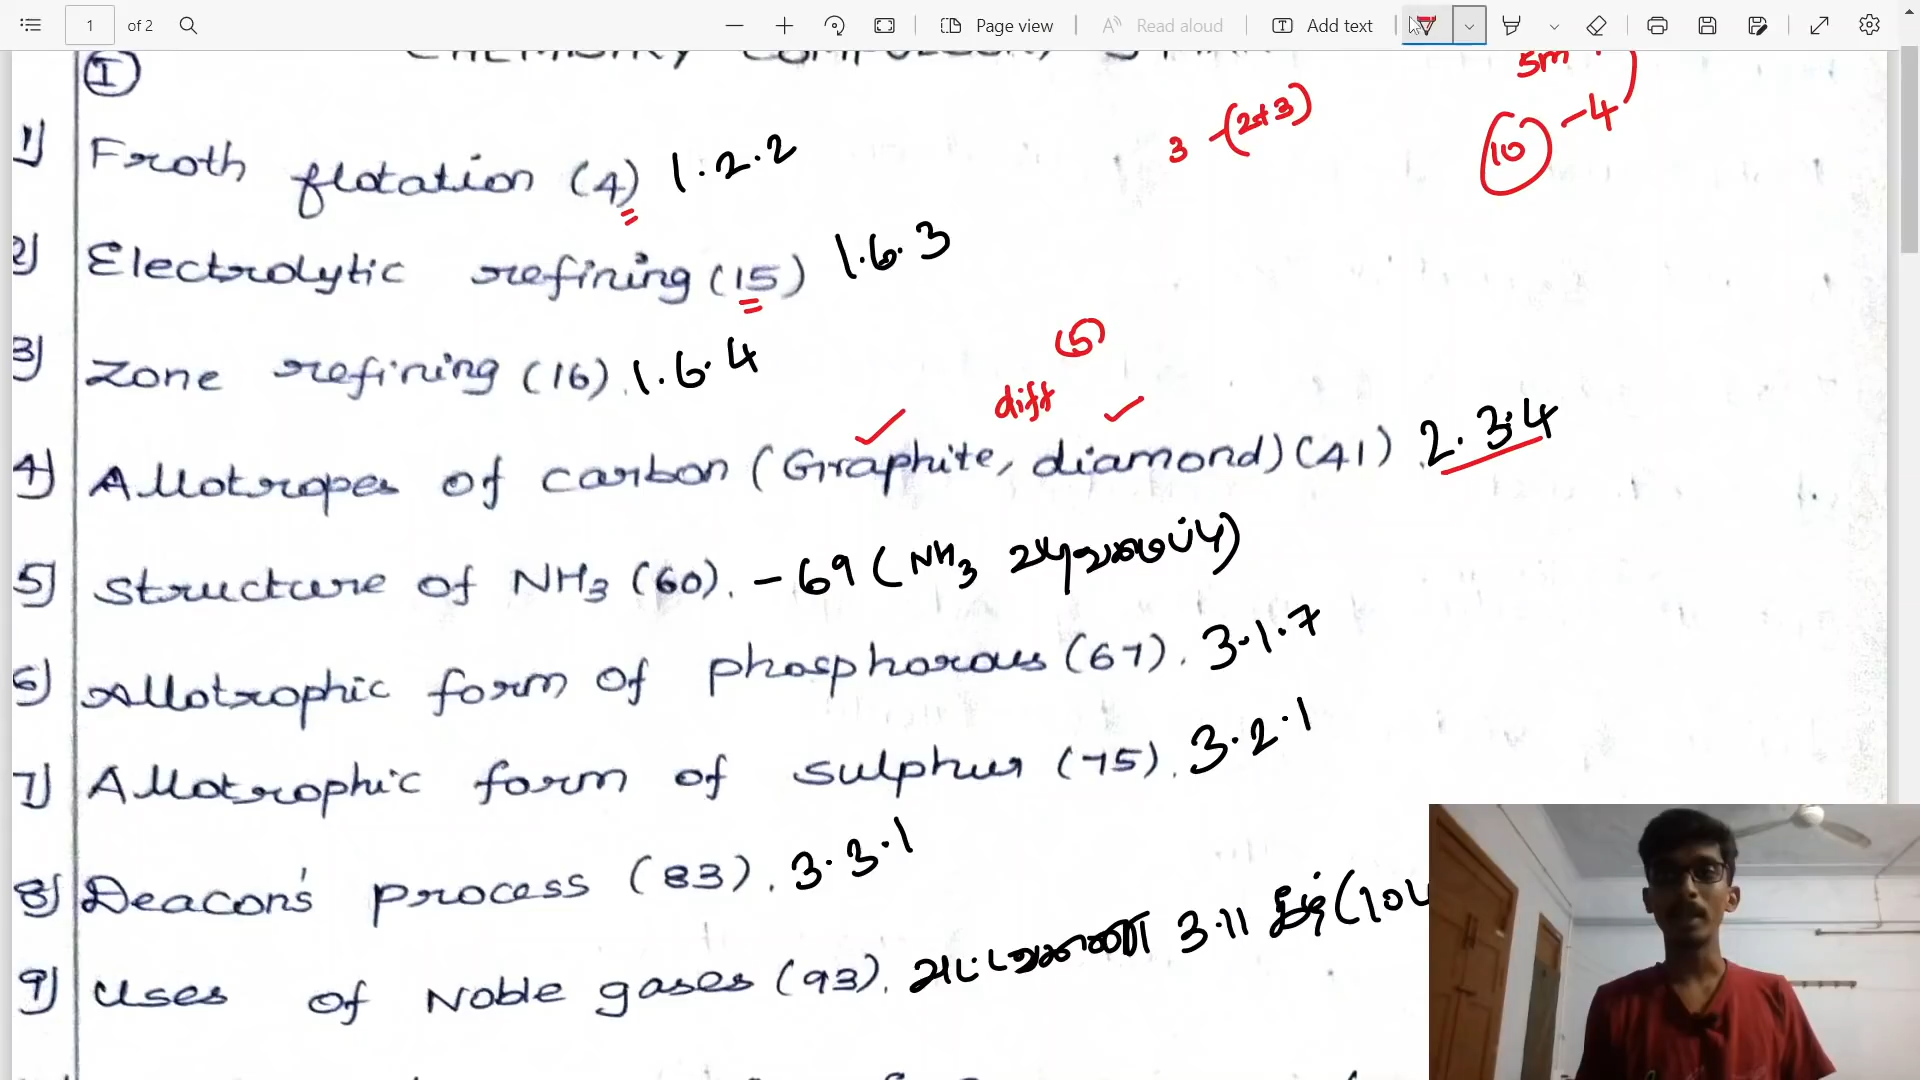 1 of 2 Page view Read aloud Add text
I
5m
3 -(2+3) 10 -4
1) Froth flotation (4) 1.2.2
2) Electrolytic refining (15) 1.6.3
3) Zone refining (16). 1.6.4
(5)
diff
4) Allotropes of carbon (Graphite, diamond) (41) 2.3.4
5) Structure of NH3 (60). - 69 (NH3
6) Allotrophic form of phosphorous (67). 3.1.7
7) Allotrophic form of sulphur (75). 3.2.1
8) Deacon's process (83). 3.3.1
9) Uses of Noble gases (93). 3.11